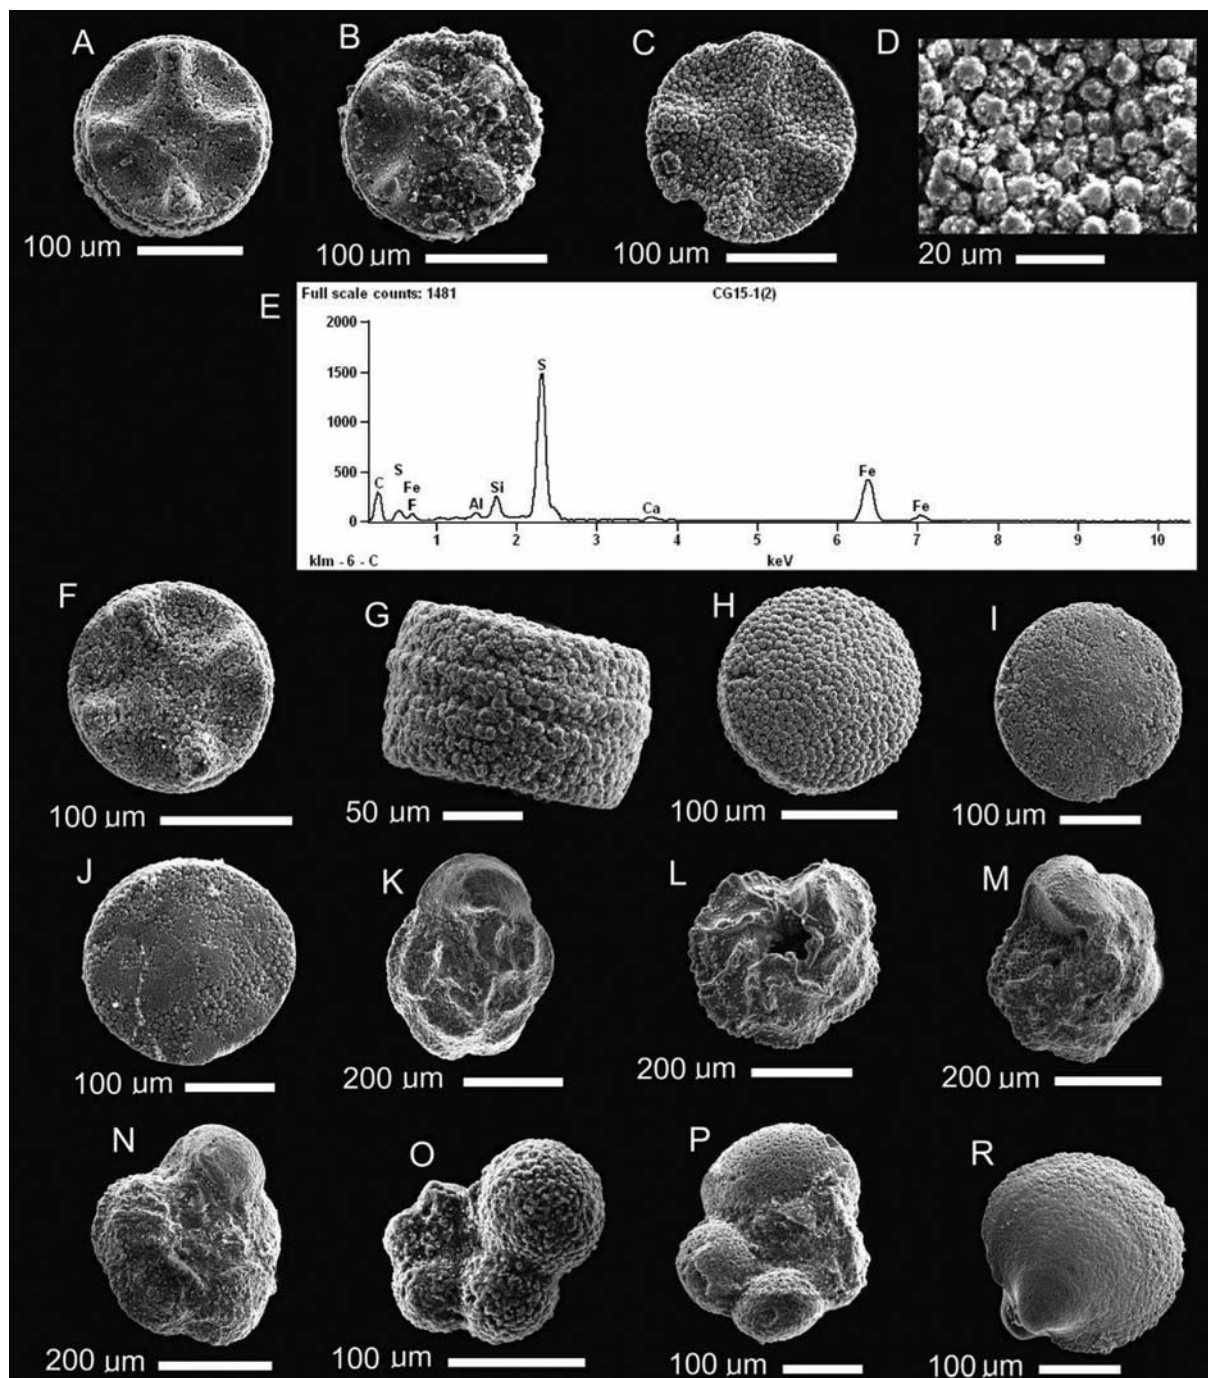 A B C D
100 µm 100 µm 100 µm 20 µm
E
Full scale counts: 1481 CG15-1(2)
2000
1500
1000
500
0
S
C S Fe F Al Si Ca Fe Fe
1 2 3 4 5 6 7 8 9 10
klm - 6 - C keV
F G H I
100 µm 50 µm 100 µm 100 µm
J K L M
100 µm 200 µm 200 µm 200 µm
N O P R
200 µm 100 µm 100 µm 100 µm